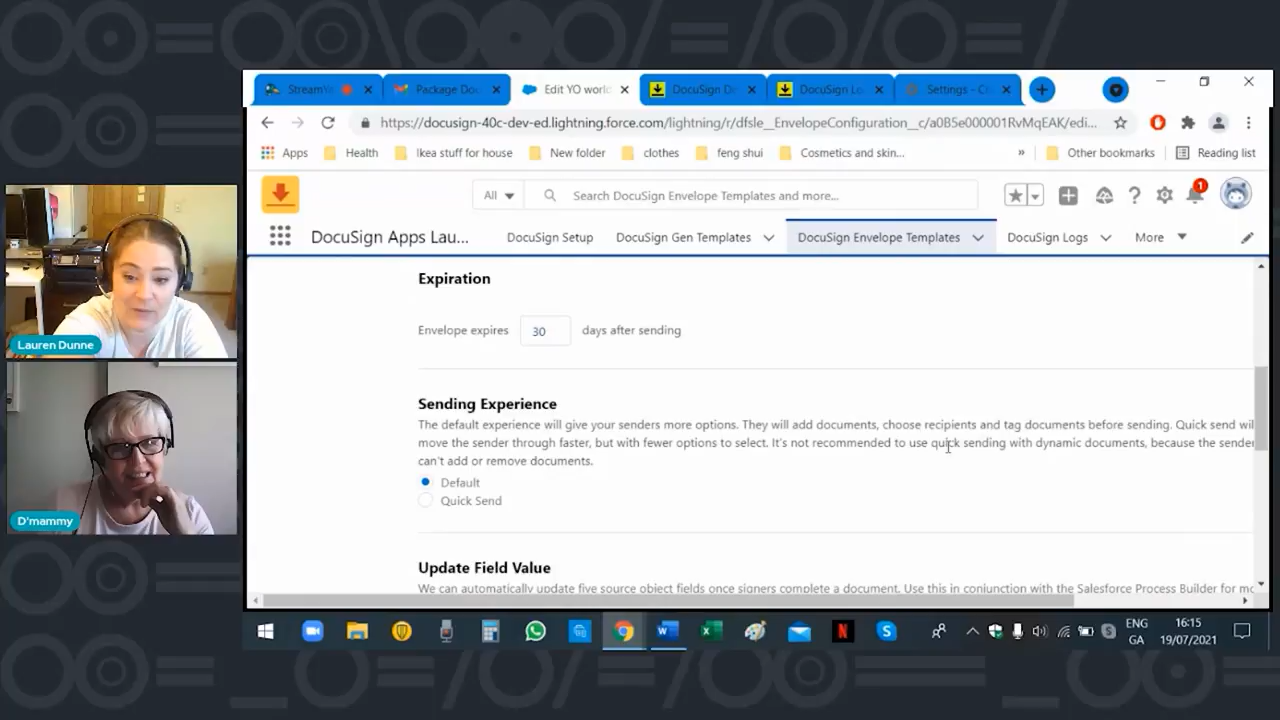 StreamYa
Package Doc
Edit YO world
DocuSign De
DocuSign Lo
Settings - C
https://docusign-40c-dev-ed.lightning.force.com/lightning/r/dfsle__EnvelopeConfiguration__c/a0B5e000001RvMqEAK/edi...
Apps
Health
Ikea stuff for house
New folder
clothes
feng shui
Cosmetics and skin...
»
Other bookmarks
Reading list
All
Search DocuSign Envelope Templates and more...
1
DocuSign Apps Lau...
DocuSign Setup
DocuSign Gen Templates
DocuSign Envelope Templates
DocuSign Logs
More
Expiration
Envelope expires 30 days after sending
Sending Experience
The default experience will give your senders more options. They will add documents, choose recipients and tag documents before sending. Quick send wil
move the sender through faster, but with fewer options to select. It's not recommended to use quick sending with dynamic documents, because the sender
can't add or remove documents.
Default
Quick Send
Update Field Value
We can automatically update five source object fields once signers complete a document. Use this in conjunction with the Salesforce Process Builder for mo
Lauren Dunne
D'mammy
ENG
GA
16:15
19/07/2021